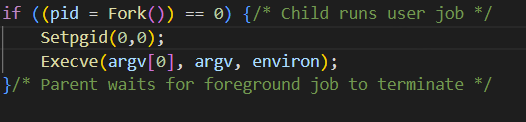 if ((pid = Fork()) == 0) {/* Child runs user job */
    Setpgid(0,0);
    Execve(argv[0], argv, environ);
}/* Parent waits for foreground job to terminate */